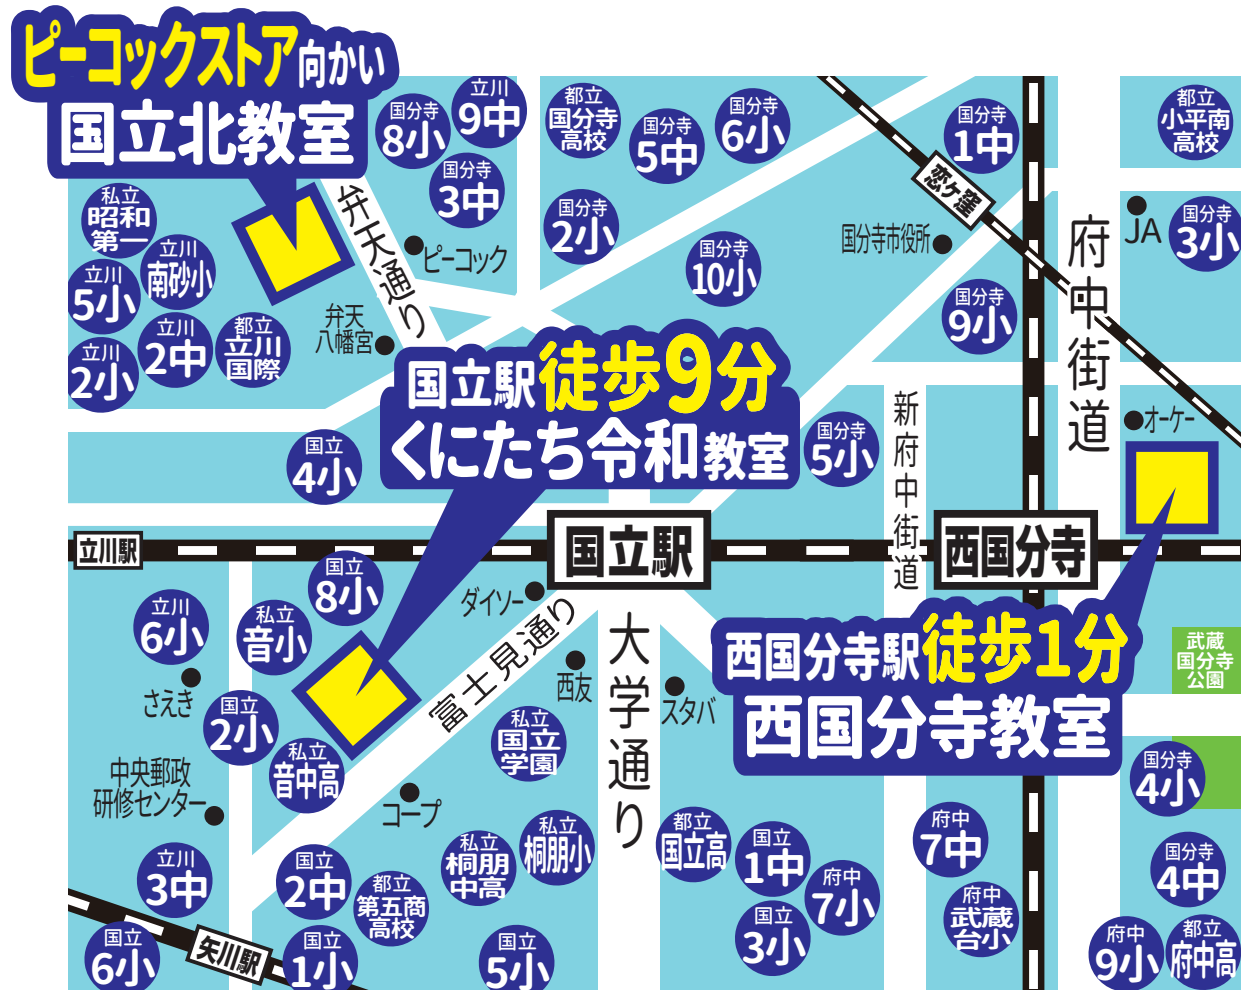 ピーコックストア向かい
国立北教室
国分寺
8小
立川
9中
国分寺
3中
都立
国分寺
高校
国分寺
5中
国分寺
6小
国分寺
1中
都立
小平南
高校
私立
昭和
第一
立川
南砂小
立川
5小
立川
2中
都立
立川
国際
立川
2小
弁天通り
ピーコック
弁天
八幡宮
国分寺
2小
国分寺
10小
国分寺市役所
恋ケ窪
国分寺
9小
府中街道
JA
国分寺
3小
国立駅徒歩9分
くにたち令和教室
国立
4小
国分寺
5小
新府中街道
オーケー
立川駅
国立駅
西国分寺
国立
8小
立川
6小
私立
音小
ダイソー
富士見通り
さえき
国立
2小
私立
音中高
西友
大学通り
スタバ
西国分寺駅徒歩1分
西国分寺教室
武蔵
国分寺
公園
私立
国立
学園
中央郵政
研修センター
コープ
国分寺
4小
立川
3中
国立
2中
都立
第五商
高校
私立
桐朋
中高
私立
桐朋小
都立
国立高
国立
1中
府中
7小
府中
7中
国分寺
4中
国立
6小
矢川駅
国立
1小
国立
5小
国立
3小
府中
武蔵
台小
府中
9小
都立
府中高